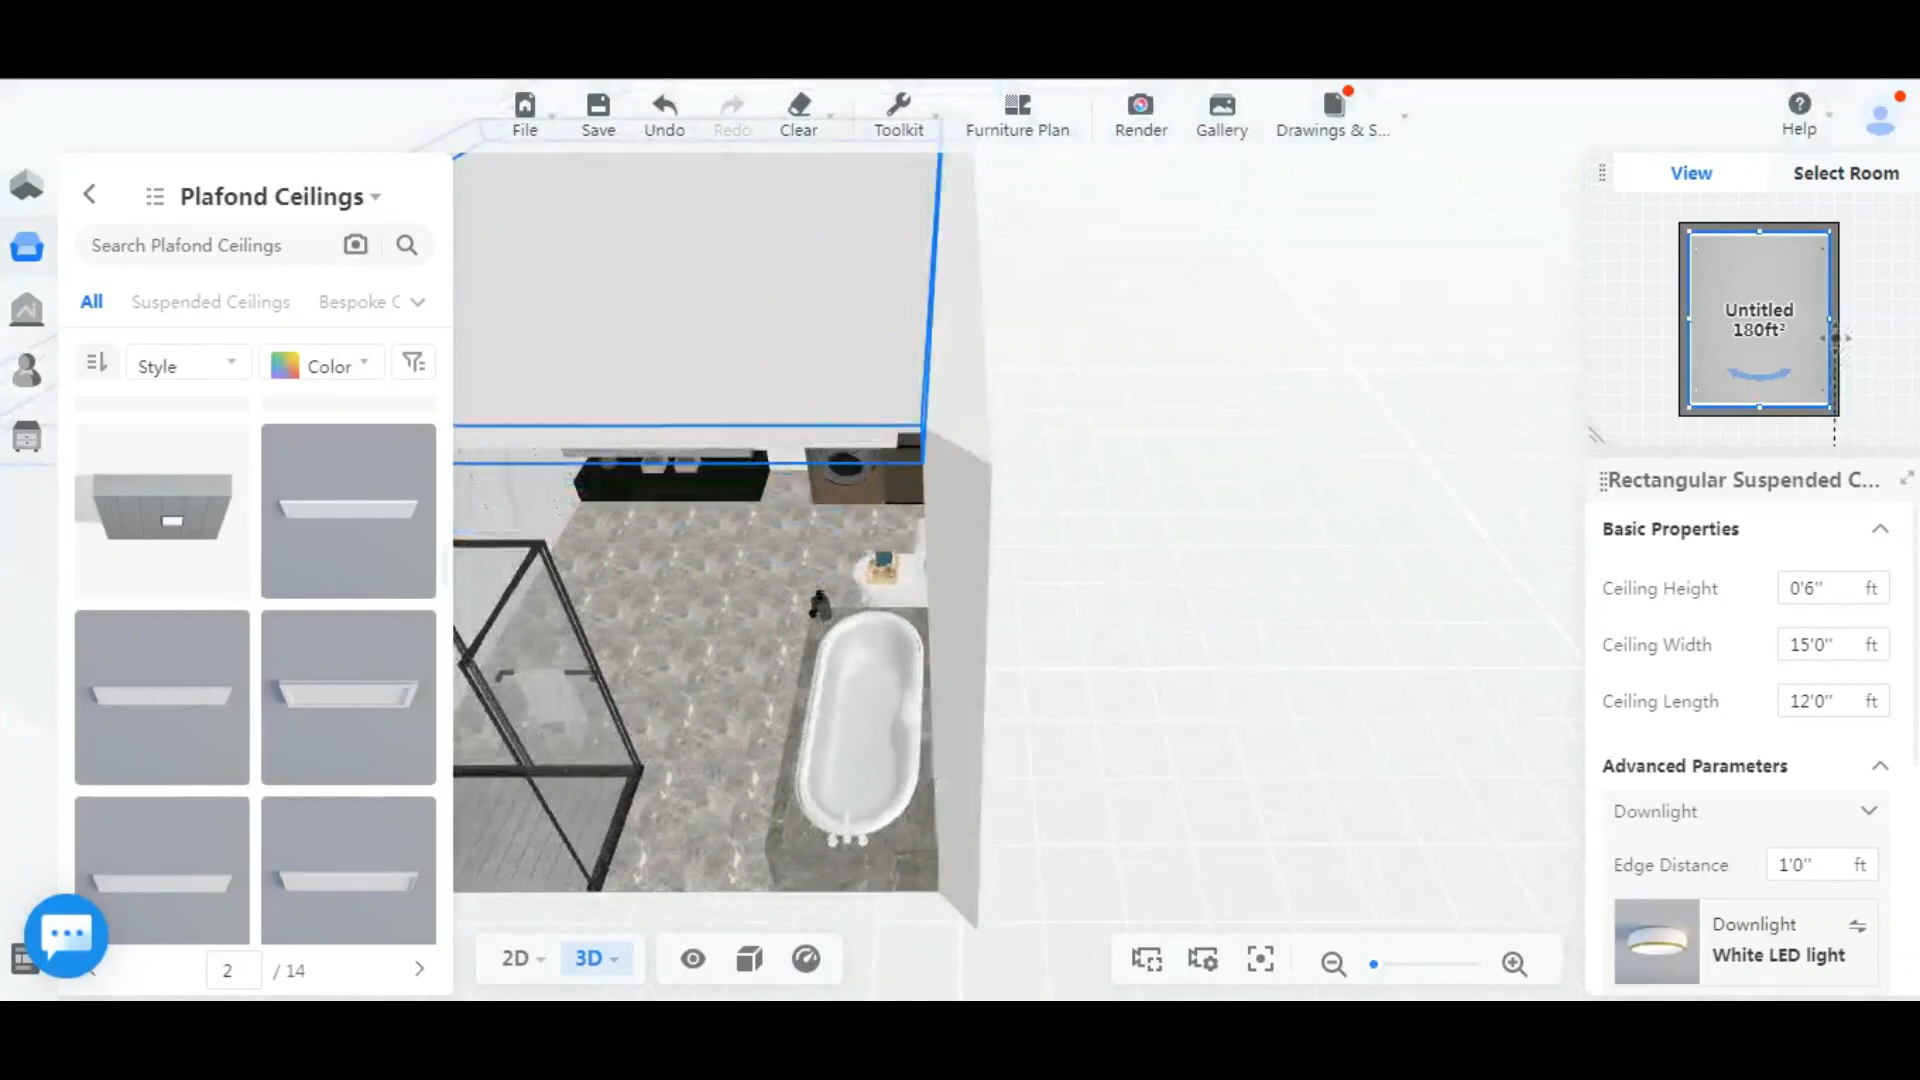 File
Save
Undo
Redo
Clear
Toolkit
Furniture Plan
Render
Gallery
Drawings & S...
Help
Plafond Ceilings
Search Plafond Ceilings
All
Suspended Ceilings
Bespoke C
Style
Color
2
/ 14
2D
3D
View
Select Room
Untitled
180ft²
Rectangular Suspended C...
Basic Properties
Ceiling Height
0'6" ft
Ceiling Width
15'0" ft
Ceiling Length
12'0" ft
Advanced Parameters
Downlight
Edge Distance
1'0" ft
Downlight
White LED light